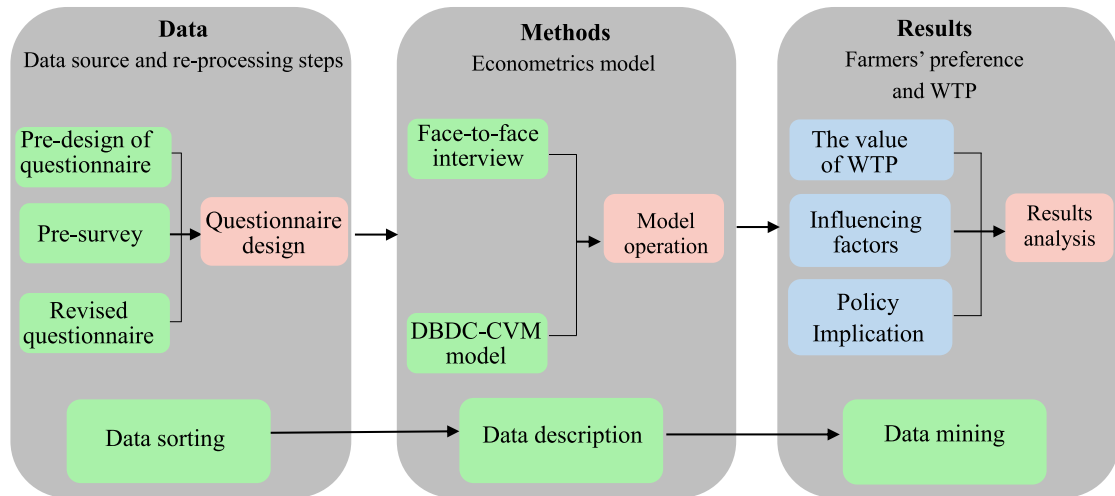 Data
Data source and re-processing steps
Pre-design of
questionnaire
Pre-survey
Revised
questionnaire
Questionnaire
design
Data sorting
Methods
Econometrics model
Face-to-face
interview
DBDC-CVM
model
Model
operation
Data description
Results
Farmers’ preference
and WTP
The value
of WTP
Influencing
factors
Policy
Implication
Results
analysis
Data mining